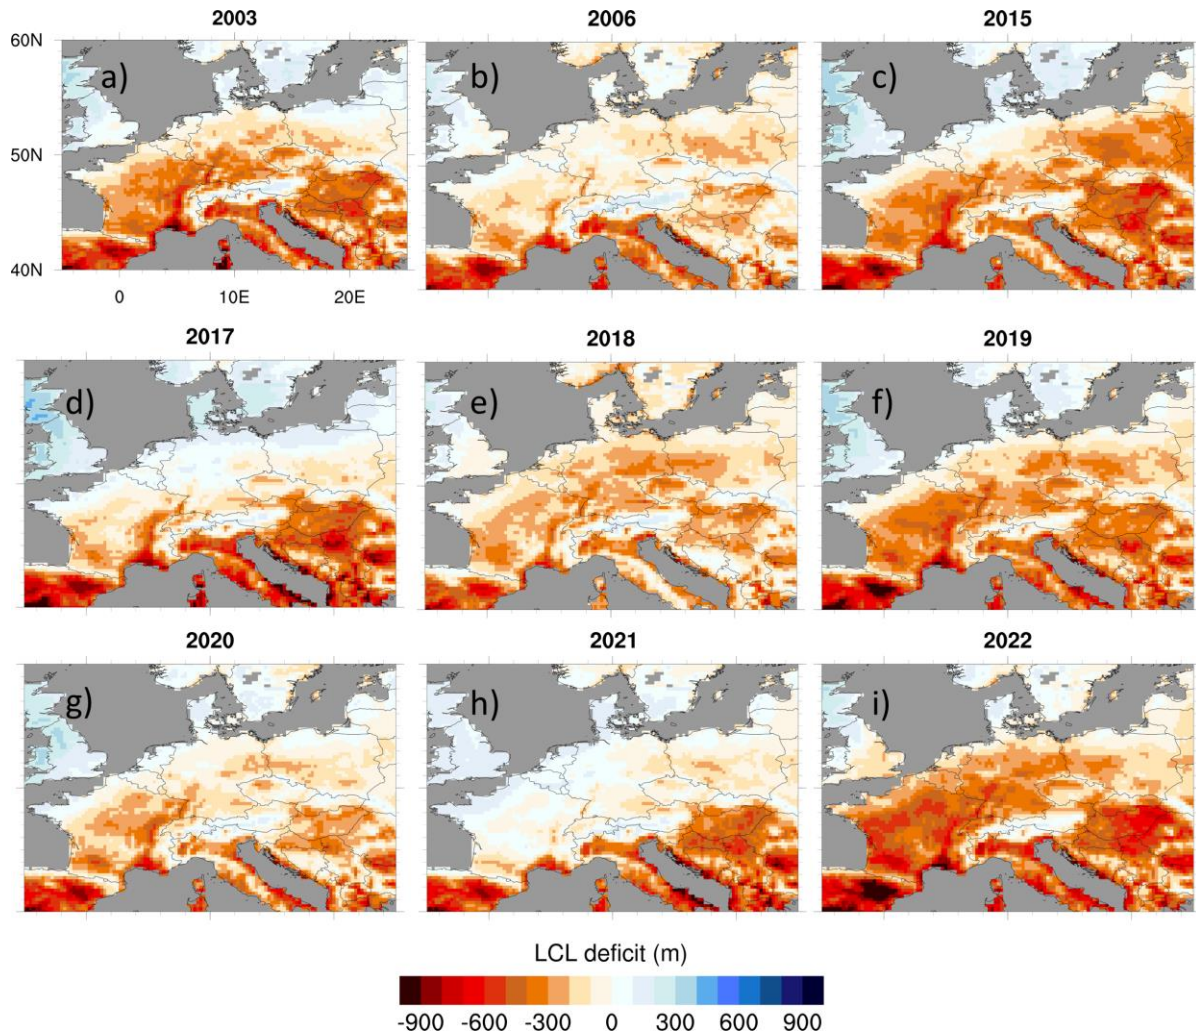 2003 2006 2015
60N
a) b) c)
50N
40N
0 10E 20E
2017 2018 2019
d) e) f)
2020 2021 2022
g) h) i)
LCL deficit (m)
-900 -600 -300 0 300 600 900